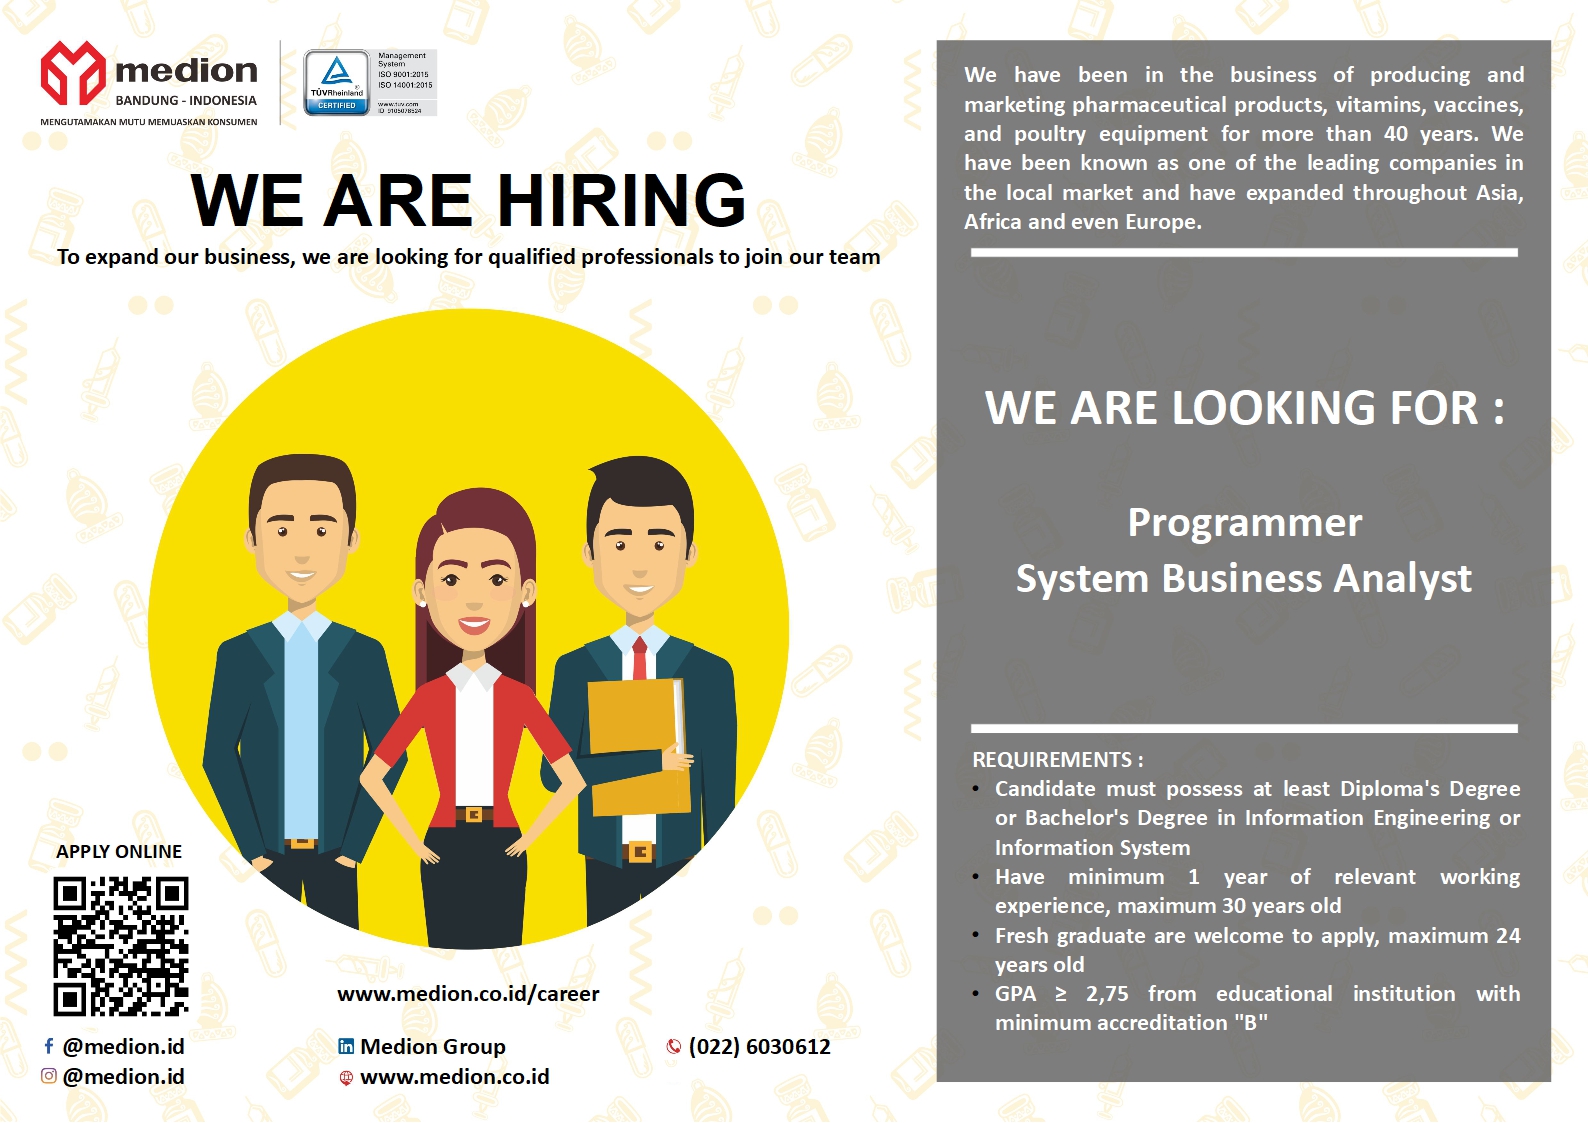 medion
BANDUNG - INDONESIA
MENGUTAMAKAN MUTU MEMUASKAN KONSUMEN
TÜVRheinland
®
CERTIFIED
Management
System
ISO 9001:2015
ISO 14001:2015
www.tuv.com
ID 9105078524
WE ARE HIRING
To expand our business, we are looking for qualified professionals to join our team
APPLY ONLINE
www.medion.co.id/career
@medion.id
Medion Group
(022) 6030612
@medion.id
www.medion.co.id
We have been in the business of producing and
marketing pharmaceutical products, vitamins, vaccines,
and poultry equipment for more than 40 years. We
have been known as one of the leading companies in
the local market and have expanded throughout Asia,
Africa and even Europe.
WE ARE LOOKING FOR :
Programmer
System Business Analyst
REQUIREMENTS :
• Candidate must possess at least Diploma's Degree
or Bachelor's Degree in Information Engineering or
Information System
• Have minimum 1 year of relevant working
experience, maximum 30 years old
• Fresh graduate are welcome to apply, maximum 24
years old
• GPA ≥ 2,75 from educational institution with
minimum accreditation "B"